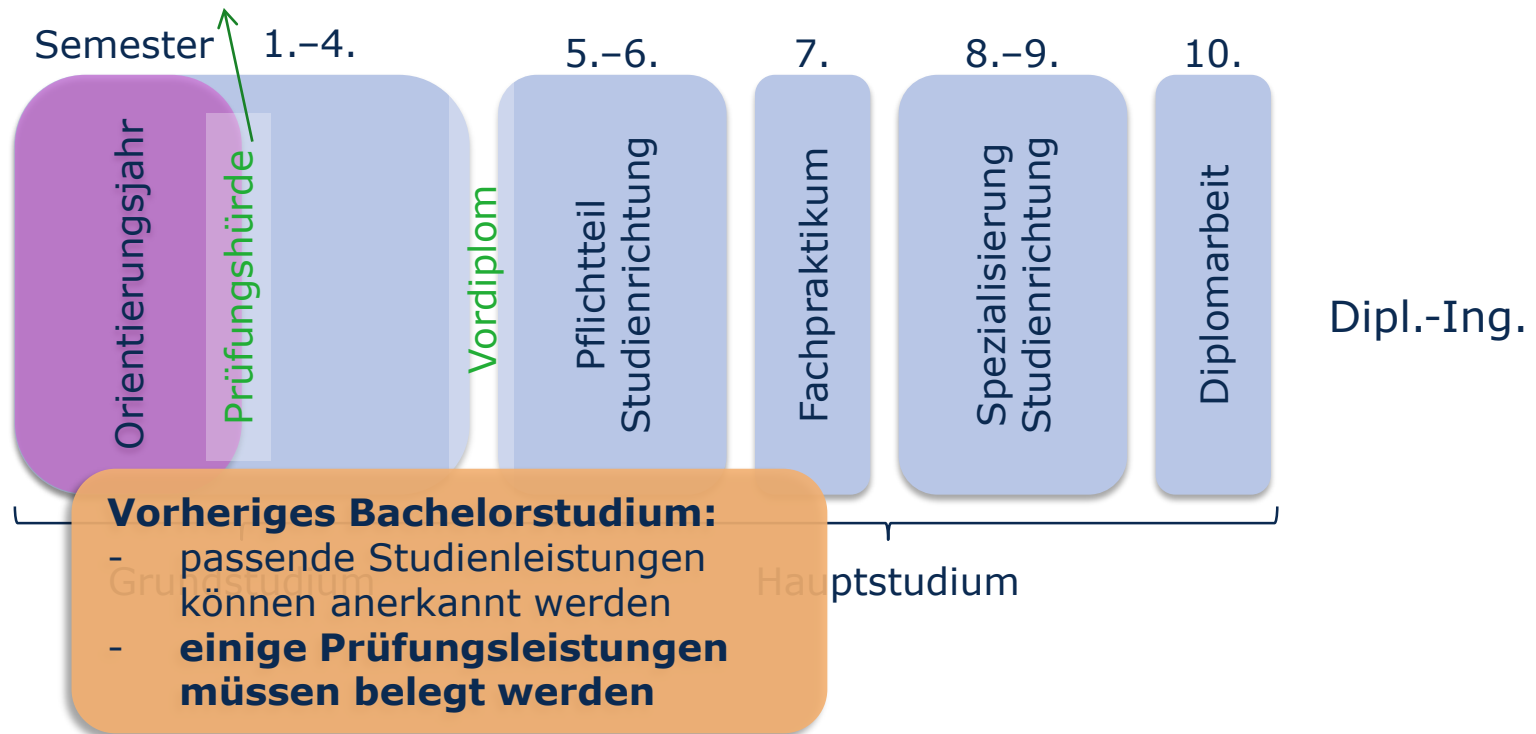 Semester 1.–4. 5.–6. 7. 8.–9. 10.
Orientierungsjahr
Prüfungshürde
Vordiplom
Pflichtteil
Studienrichtung
Fachpraktikum
Spezialisierung
Studienrichtung
Diplomarbeit
Dipl.-Ing.
Vorheriges Bachelorstudium:
- passende Studienleistungen
können anerkannt werden
- einige Prüfungsleistungen
müssen belegt werden
Grundstudium
Hauptstudium